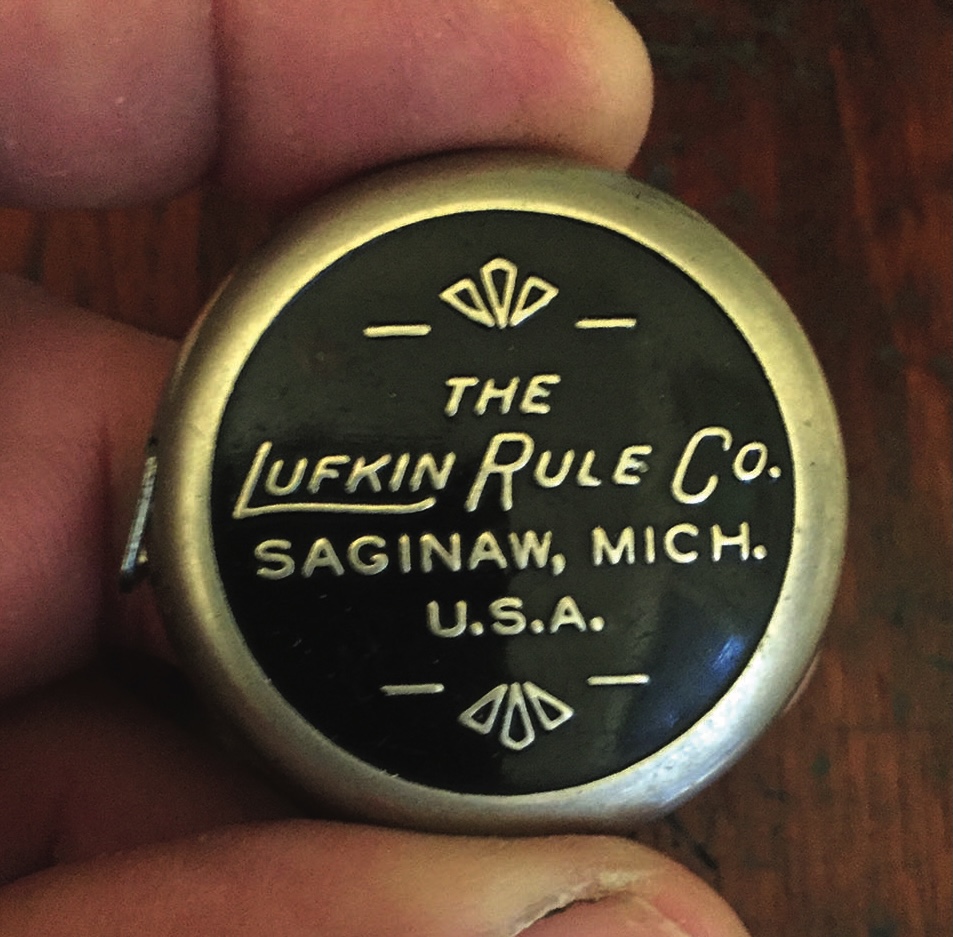 THE
LUFKIN RULE CO.
SAGINAW, MICH.
U.S.A.